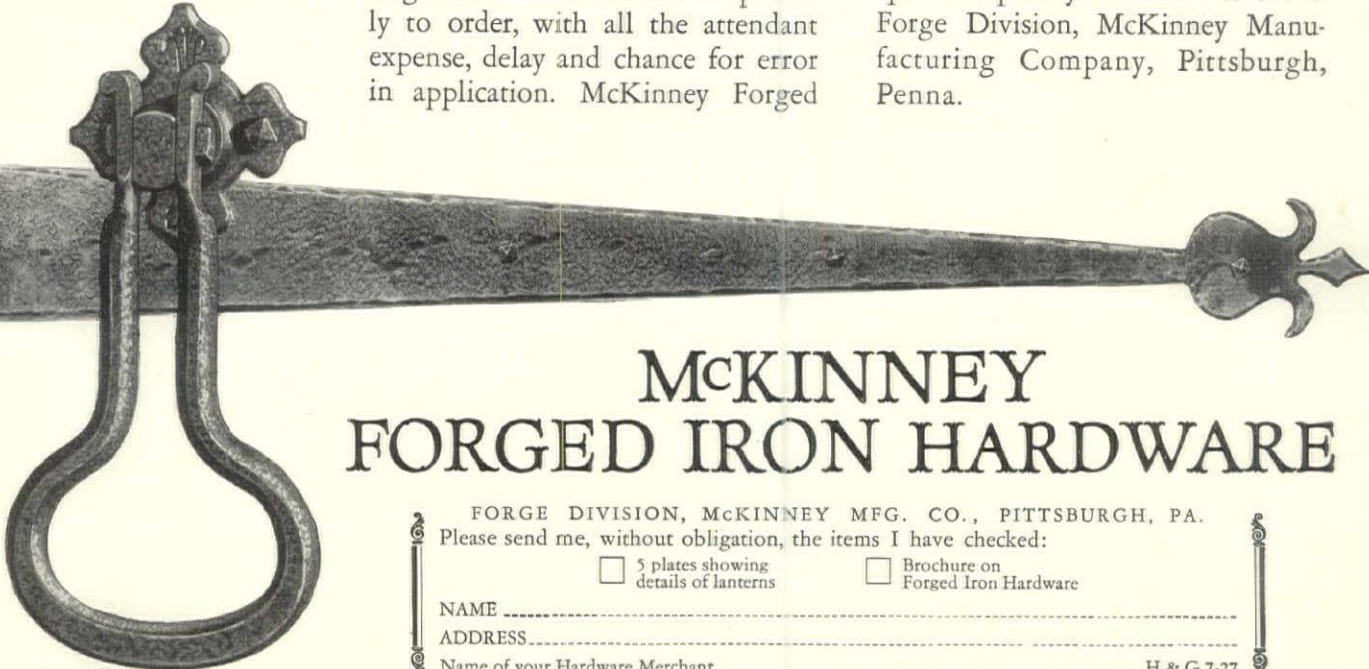 ly to order, with all the attendant
expense, delay and chance for error
in application. McKinney Forged
Forge Division, McKinney Manu-
facturing Company, Pittsburgh,
Penna.
McKINNEY
FORGED IRON HARDWARE
FORGE DIVISION, McKINNEY MFG. CO., PITTSBURGH, PA.
Please send me, without obligation, the items I have checked:
5 plates showing
details of lanterns
Brochure on
Forged Iron Hardware
NAME
ADDRESS
Name of your Hardware Merchant
H & G 7-27